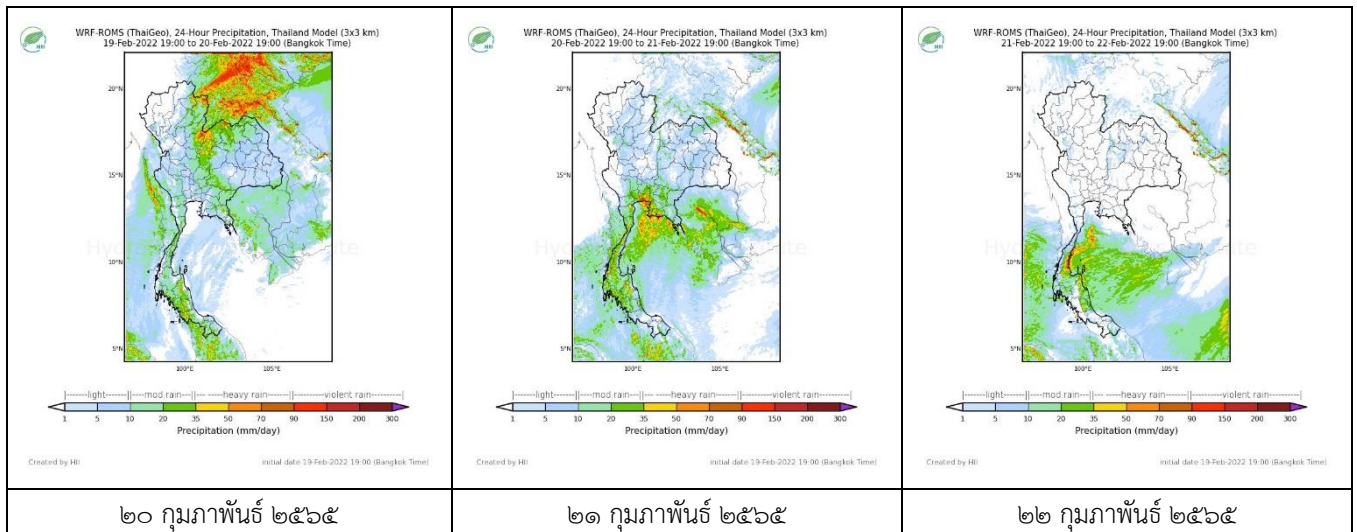 HII
WRF-ROMS (ThaiGeo), 24-Hour Precipitation, Thailand Model (3x3 km)
19-Feb-2022 19:00 to 20-Feb-2022 19:00 (Bangkok Time)
20°N
15°N
10°N
5°N
100°E 105°E
|-------light-------||----mod.rain----||---- heavy rain-----||-------violent rain-------|
1 5 10 20 35 50 70 90 150 200 300
Precipitation (mm/day)
Created by HII initial date 19-Feb-2022 19:00 (Bangkok Time)
๒๐ กุมภาพันธ์ ๒๕๖๕
HII
WRF-ROMS (ThaiGeo), 24-Hour Precipitation, Thailand Model (3x3 km)
20-Feb-2022 19:00 to 21-Feb-2022 19:00 (Bangkok Time)
20°N
15°N
10°N
5°N
100°E 105°E
|-------light-------||----mod.rain----||---- heavy rain-----||-------violent rain-------|
1 5 10 20 35 50 70 90 150 200 300
Precipitation (mm/day)
Created by HII initial date 19-Feb-2022 19:00 (Bangkok Time)
๒๑ กุมภาพันธ์ ๒๕๖๕
HII
WRF-ROMS (ThaiGeo), 24-Hour Precipitation, Thailand Model (3x3 km)
21-Feb-2022 19:00 to 22-Feb-2022 19:00 (Bangkok Time)
20°N
15°N
10°N
5°N
100°E 105°E
|-------light-------||----mod.rain----||---- heavy rain-----||-------violent rain-------|
1 5 10 20 35 50 70 90 150 200 300
Precipitation (mm/day)
Created by HII initial date 19-Feb-2022 19:00 (Bangkok Time)
๒๒ กุมภาพันธ์ ๒๕๖๕